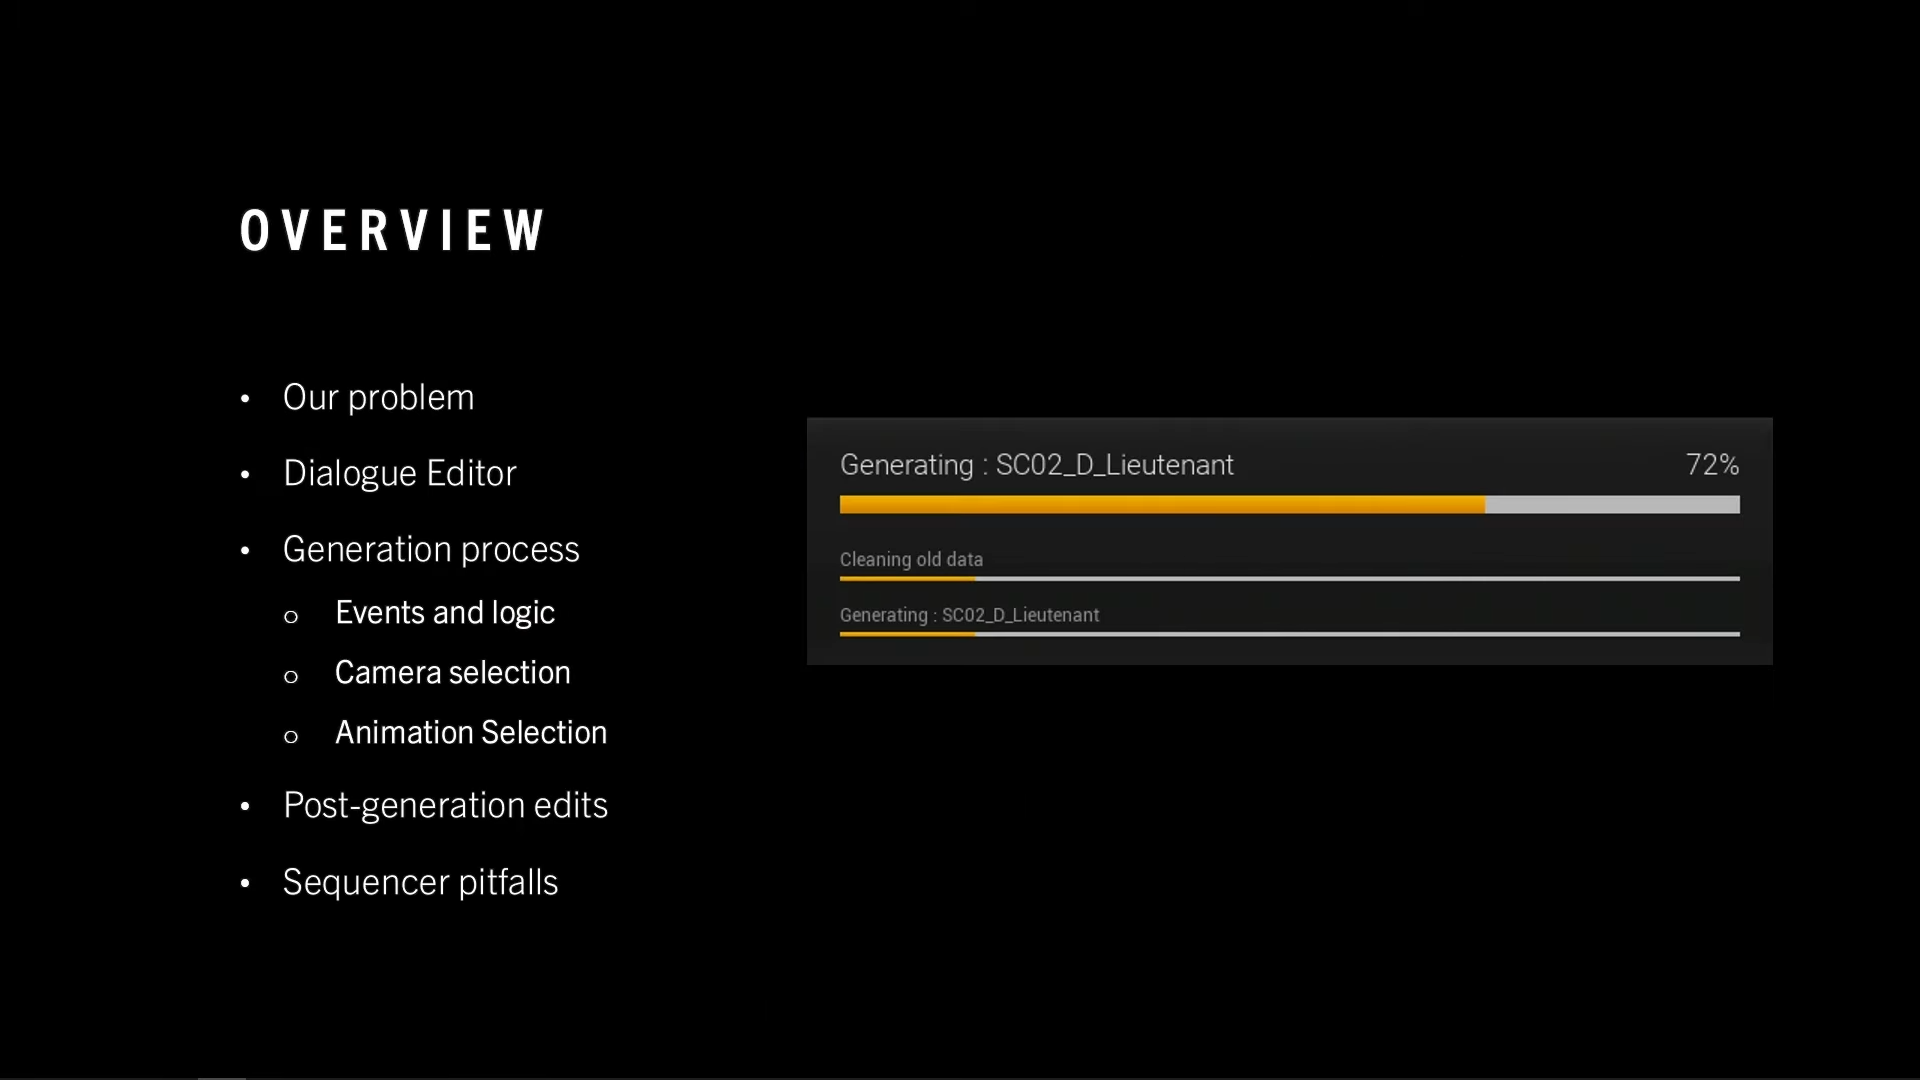 OVERVIEW
• Our problem
• Dialogue Editor
• Generation process
o Events and logic
o Camera selection
o Animation Selection
• Post-generation edits
• Sequencer pitfalls
Generating : SC02_D_Lieutenant 72%
Cleaning old data
Generating : SC02_D_Lieutenant